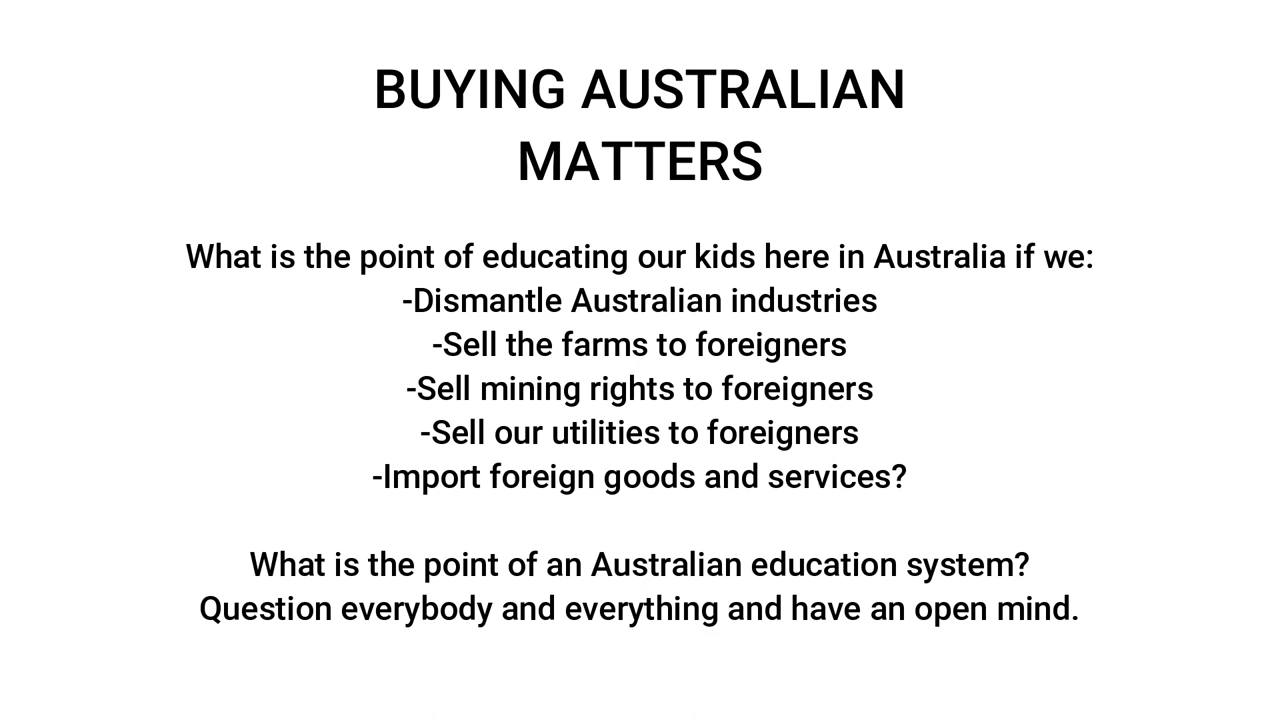 BUYING AUSTRALIAN
MATTERS
What is the point of educating our kids here in Australia if we:
-Dismantle Australian industries
-Sell the farms to foreigners
-Sell mining rights to foreigners
-Sell our utilities to foreigners
-Import foreign goods and services?
What is the point of an Australian education system?
Question everybody and everything and have an open mind.